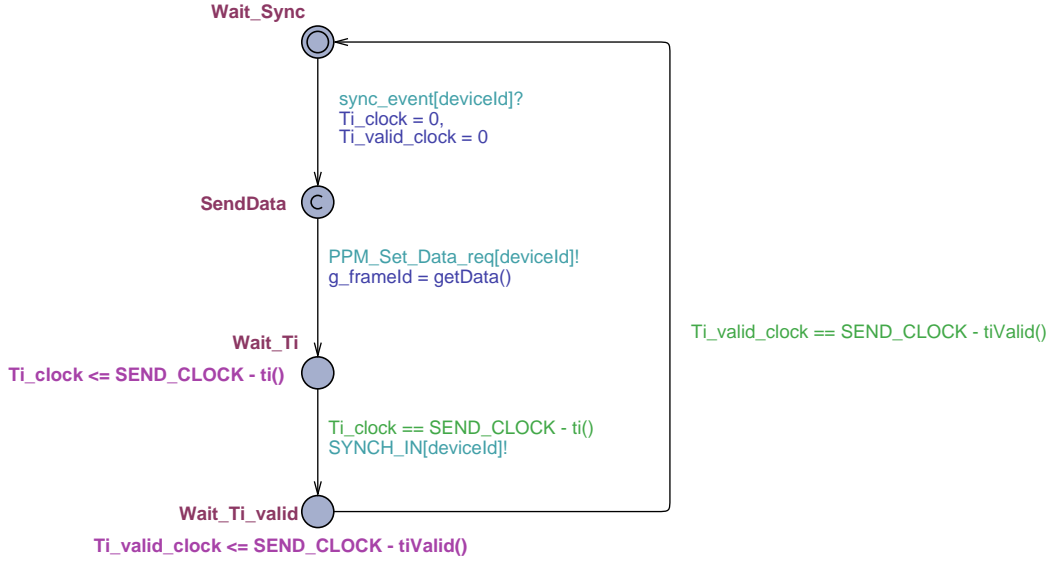 Wait_Sync
sync_event[deviceId]?
Ti_clock = 0,
Ti_valid_clock = 0
SendData
C
PPM_Set_Data_req[deviceId]!
g_frameId = getData()
Ti_valid_clock == SEND_CLOCK - tiValid()
Wait_Ti
Ti_clock <= SEND_CLOCK - ti()
Ti_clock == SEND_CLOCK - ti()
SYNCH_IN[deviceId]!
Wait_Ti_valid
Ti_valid_clock <= SEND_CLOCK - tiValid()